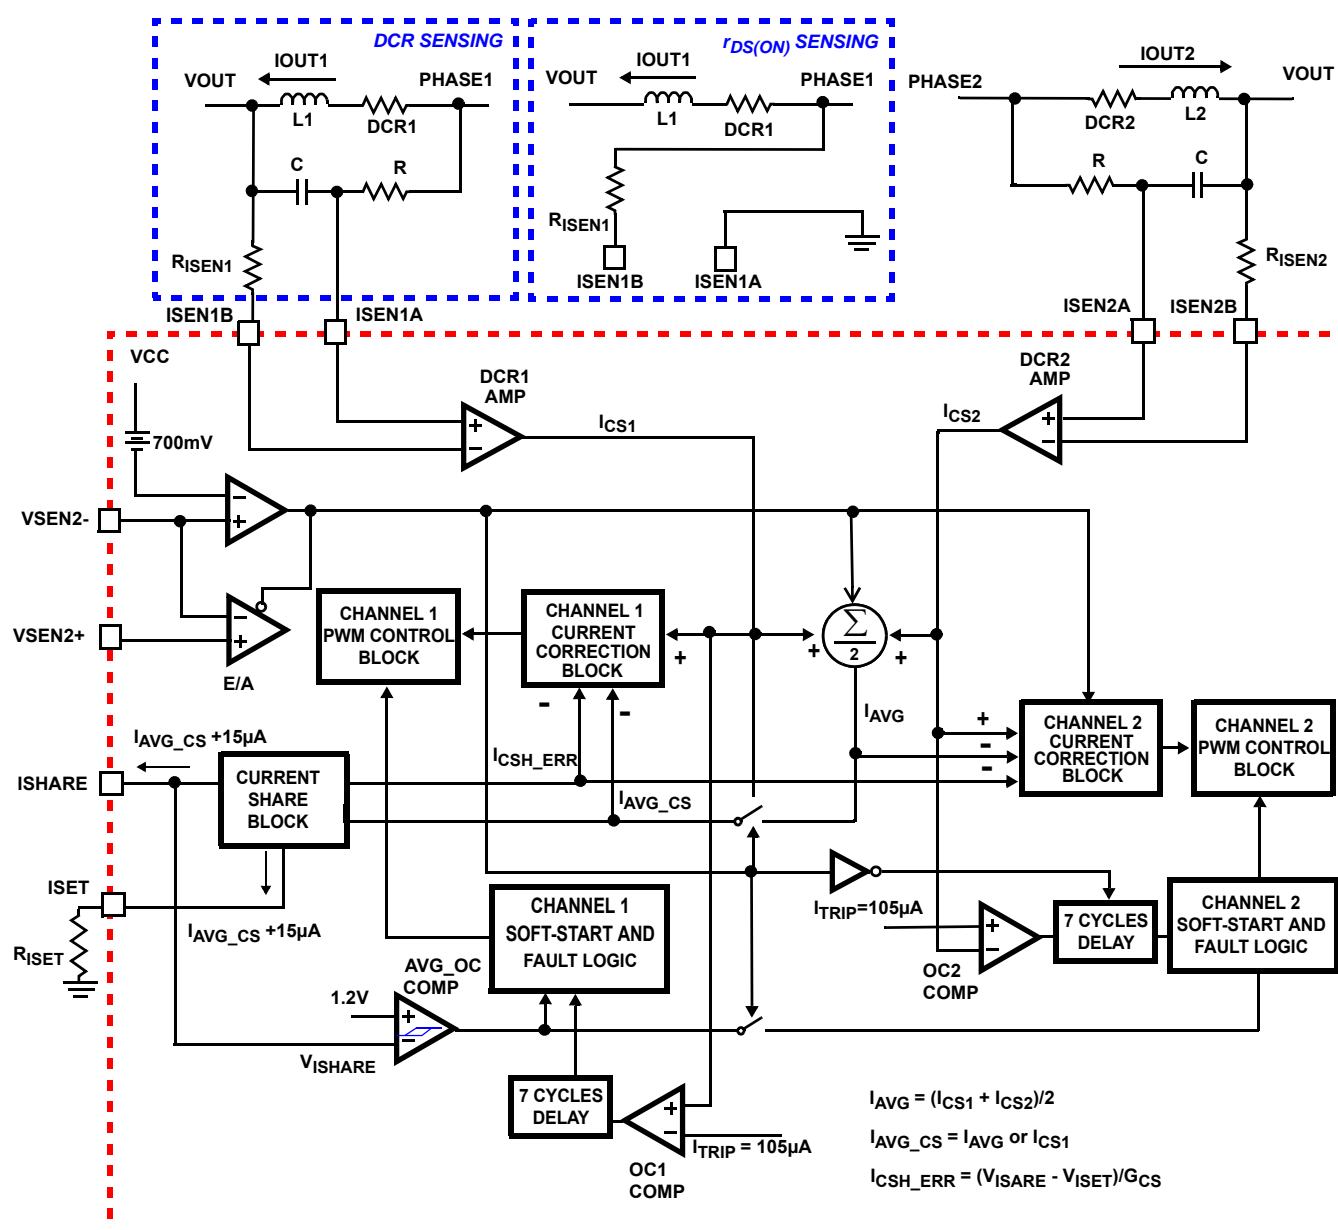 DCR SENSING
IOUT1
VOUT
PHASE1
L1
DCR1
C
R
RISEN1
ISEN1B
ISEN1A
rDS(ON) SENSING
IOUT1
VOUT
PHASE1
L1
DCR1
RISEN1
ISEN1B
ISEN1A
IOUT2
PHASE2
VOUT
DCR2
L2
R
C
RISEN2
ISEN2A
ISEN2B
VCC
700mV
DCR1
AMP
+
−
ICS1
DCR2
AMP
+
−
ICS2
VSEN2-
−
+
VSEN2+
−
+
E/A
CHANNEL 1
PWM CONTROL
BLOCK
CHANNEL 1
CURRENT
CORRECTION
BLOCK
+
-
-
Σ
2
+
+
IAVG
+
-
-
CHANNEL 2
CURRENT
CORRECTION
BLOCK
CHANNEL 2
PWM CONTROL
BLOCK
IAVG_CS +15µA
ISHARE
CURRENT
SHARE
BLOCK
ICSH_ERR
IAVG_CS
ISET
IAVG_CS +15µA
RISET
CHANNEL 1
SOFT-START AND
FAULT LOGIC
AVG_OC
COMP
1.2V
+
−
VISHARE
ITRIP=105µA
+
−
OC2
COMP
7 CYCLES
DELAY
CHANNEL 2
SOFT-START AND
FAULT LOGIC
7 CYCLES
DELAY
+
−
ITRIP = 105µA
OC1
COMP
IAVG = (ICS1 + ICS2)/2
IAVG_CS = IAVG or ICS1
ICSH_ERR = (VISARE - VISET)/GCS